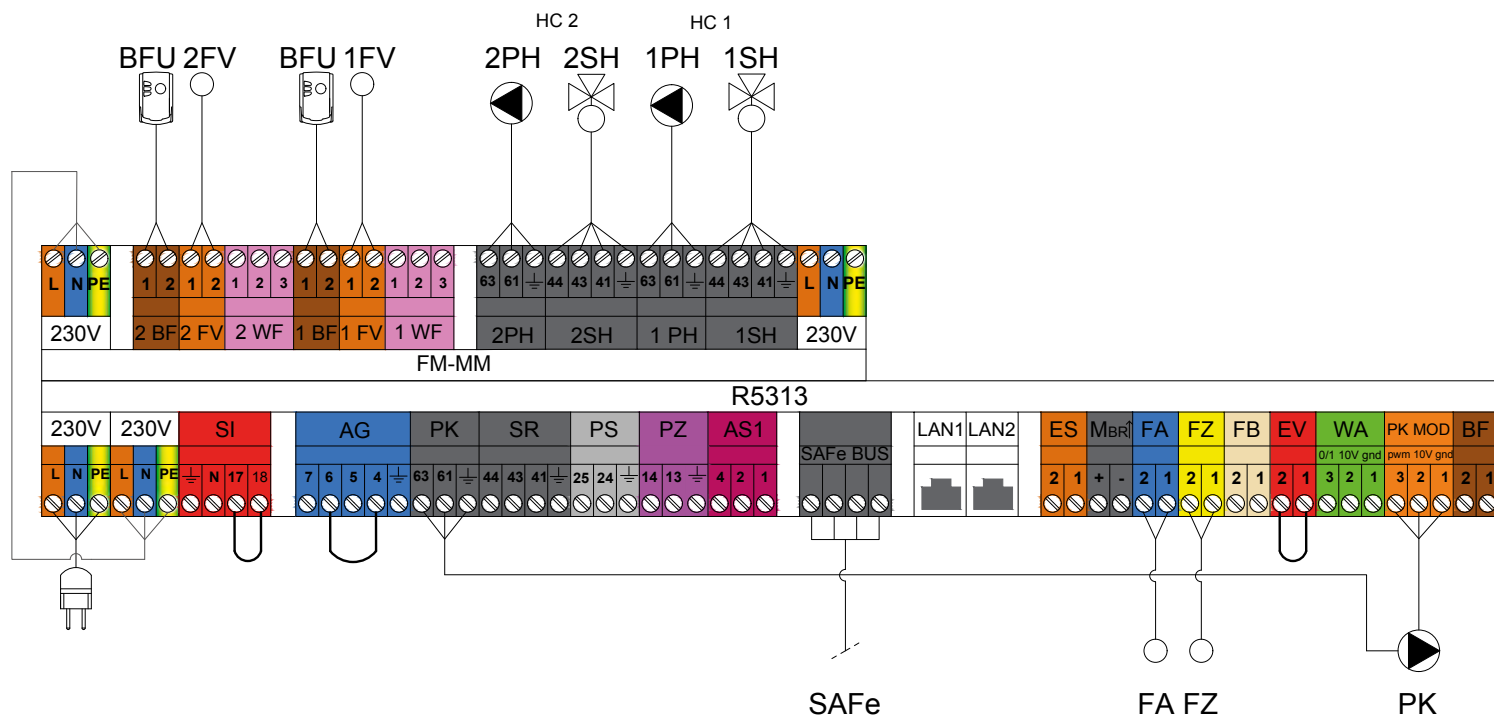 HC 2 HC 1
BFU 2FV BFU 1FV 2PH 2SH 1PH 1SH
L N PE 1 2 1 2 1 2 3 1 2 1 2 1 2 3 63 61 44 43 41 63 61 44 43 41 L N PE
230V 2 BF 2 FV 2 WF 1 BF 1 FV 1 WF 2PH 2SH 1 PH 1SH 230V
FM-MM
R5313
230V 230V SI AG PK SR PS PZ AS1 SAFe BUS LAN1 LAN2 ES MBR↑ FA FZ FB EV WA PK MOD BF
0/1 10V gnd pwm 10V gnd
L N PE L N PE ⏚ N 17 18 7 6 5 4 ⏚ 63 61 ⏚ 44 43 41 ⏚ 25 24 ⏚ 14 13 ⏚ 4 2 1 2 1 + - 2 1 2 1 2 1 2 1 3 2 1 3 2 1 2 1
SAFe FA FZ PK